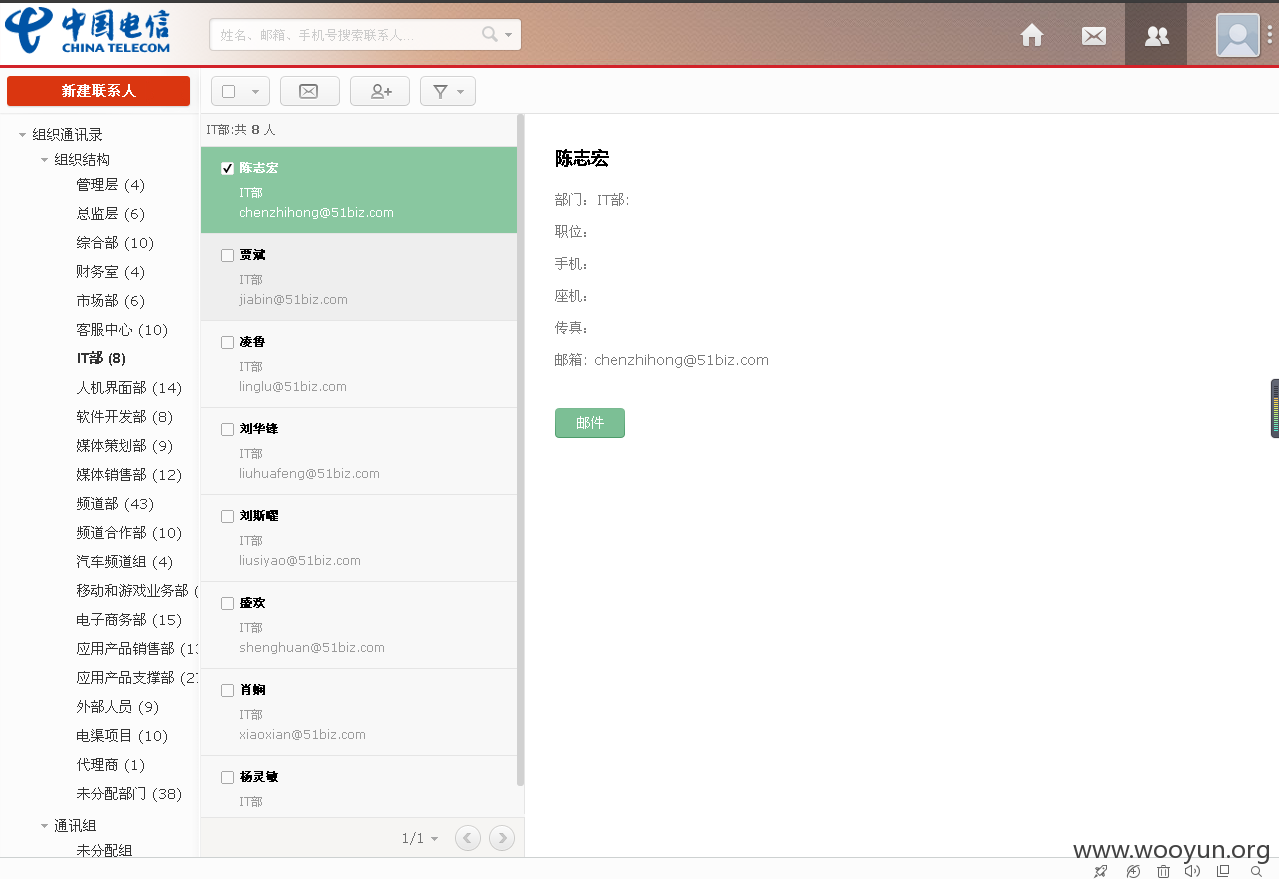 中国电信
CHINA TELECOM
姓名、邮箱、手机号搜索联系人...
新建联系人
组织通讯录
组织结构
管理层 (4)
总监层 (6)
综合部 (10)
财务室 (4)
市场部 (6)
客服中心 (10)
IT部 (8)
人机界面部 (14)
软件开发部 (8)
媒体策划部 (9)
媒体销售部 (12)
频道部 (43)
频道合作部 (10)
汽车频道组 (4)
移动和游戏业务部 (
电子商务部 (15)
应用产品销售部 (13
应用产品支撑部 (27
外部人员 (9)
电渠项目 (10)
代理商 (1)
未分配部门 (38)
通讯组
未分配组
IT部:共 8 人
陈志宏
IT部
chenzhihong@51biz.com
贾斌
IT部
jiabin@51biz.com
凌鲁
IT部
linglu@51biz.com
刘华锋
IT部
liuhuafeng@51biz.com
刘斯曜
IT部
liusiyao@51biz.com
盛欢
IT部
shenghuan@51biz.com
肖娴
IT部
xiaoxian@51biz.com
杨灵敏
IT部
1/1
陈志宏
部门：IT部:
职位：
手机：
座机：
传真：
邮箱：chenzhihong@51biz.com
邮件
www.wooyun.org